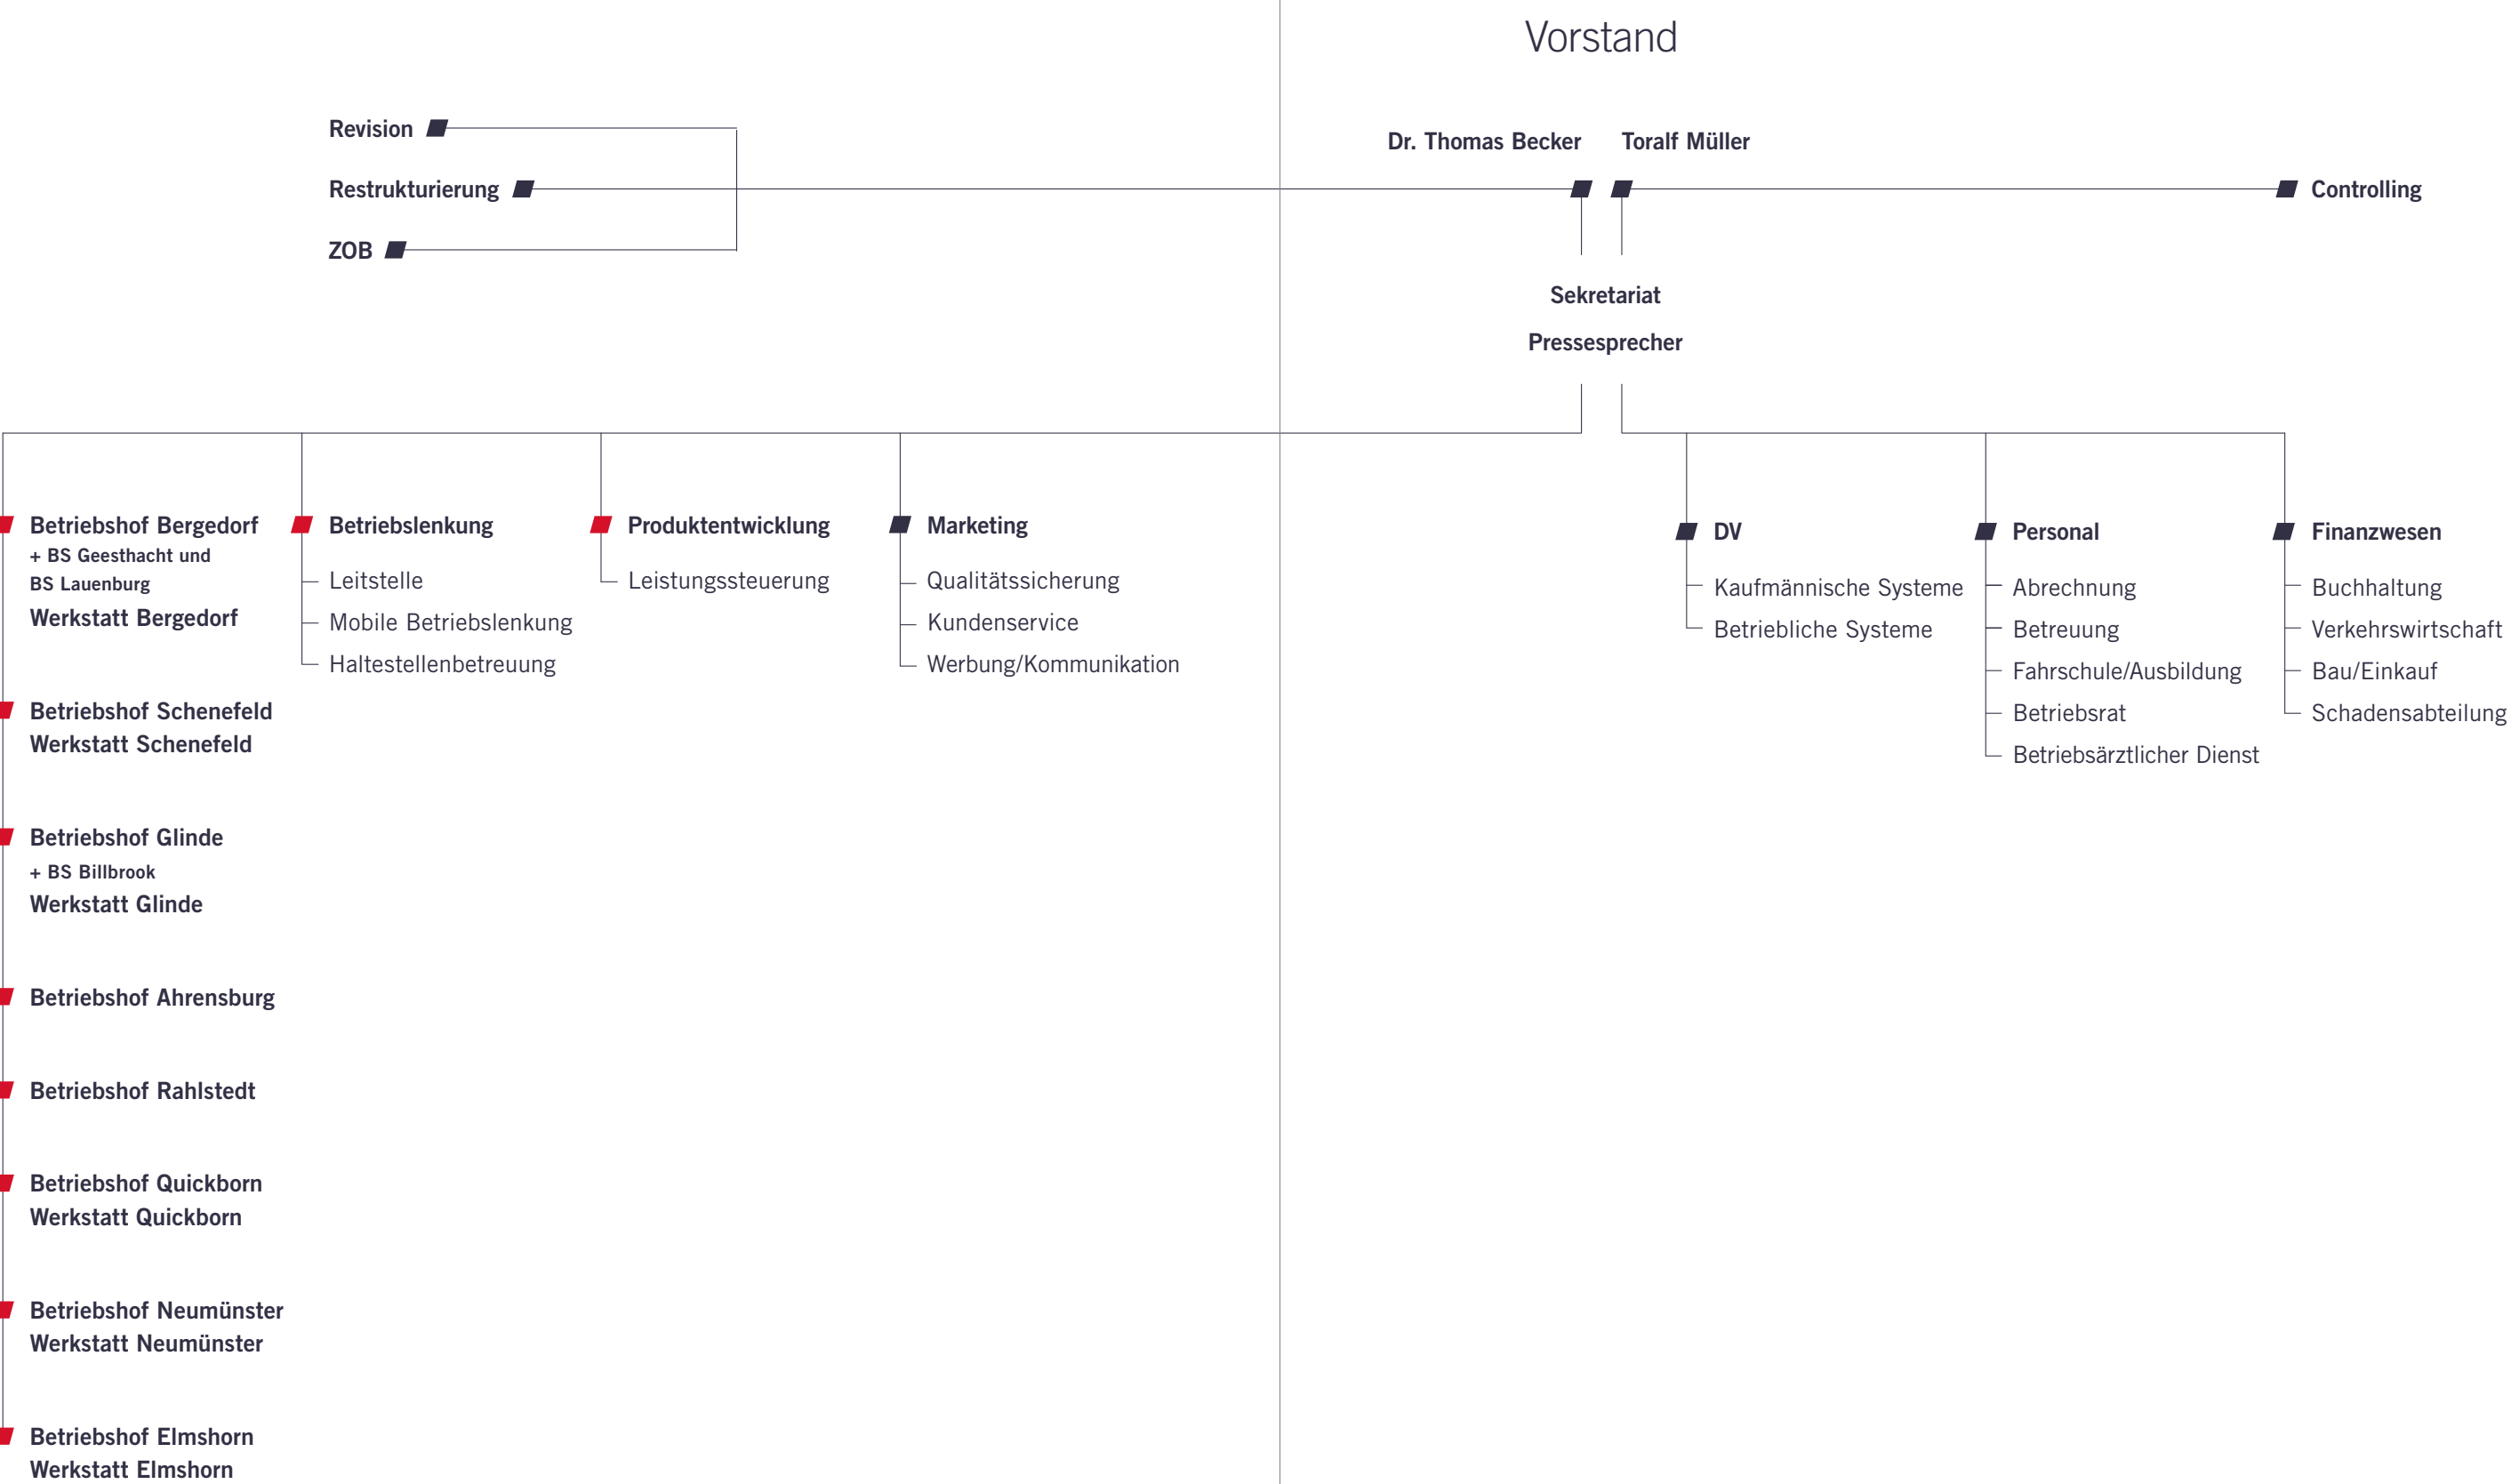 Vorstand
Revision
Restrukturierung
ZOB
Dr. Thomas Becker
Toralf Müller
Controlling
Sekretariat
Pressesprecher
Betriebshof Bergedorf
+ BS Geesthacht und
BS Lauenburg
Werkstatt Bergedorf
Betriebshof Schenefeld
Werkstatt Schenefeld
Betriebshof Glinde
+ BS Billbrook
Werkstatt Glinde
Betriebshof Ahrensburg
Betriebshof Rahlstedt
Betriebshof Quickborn
Werkstatt Quickborn
Betriebshof Neumünster
Werkstatt Neumünster
Betriebshof Elmshorn
Werkstatt Elmshorn
Betriebslenkung
Leitstelle
Mobile Betriebslenkung
Haltestellenbetreuung
Produktentwicklung
Leistungssteuerung
Marketing
Qualitätssicherung
Kundenservice
Werbung/Kommunikation
DV
Kaufmännische Systeme
Betriebliche Systeme
Personal
Abrechnung
Betreuung
Fahrschule/Ausbildung
Betriebsrat
Betriebsärztlicher Dienst
Finanzwesen
Buchhaltung
Verkehrswirtschaft
Bau/Einkauf
Schadensabteilung